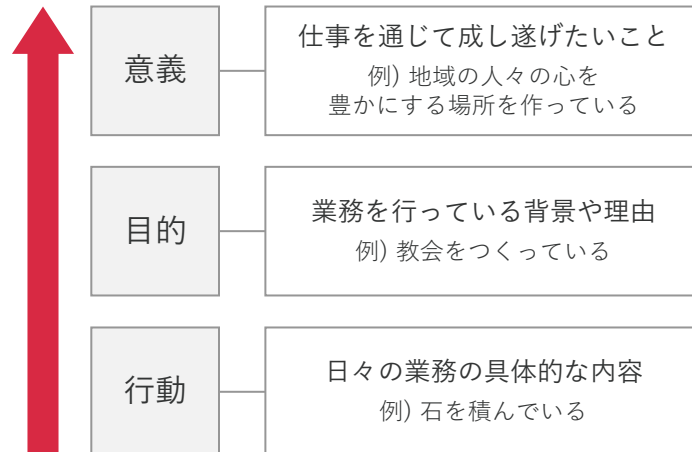 意義
仕事を通じて成し遂げたいこと
例) 地域の人々の心を
豊かにする場所を作っている
目的
業務を行っている背景や理由
例) 教会をつくっている
行動
日々の業務の具体的な内容
例) 石を積んでいる